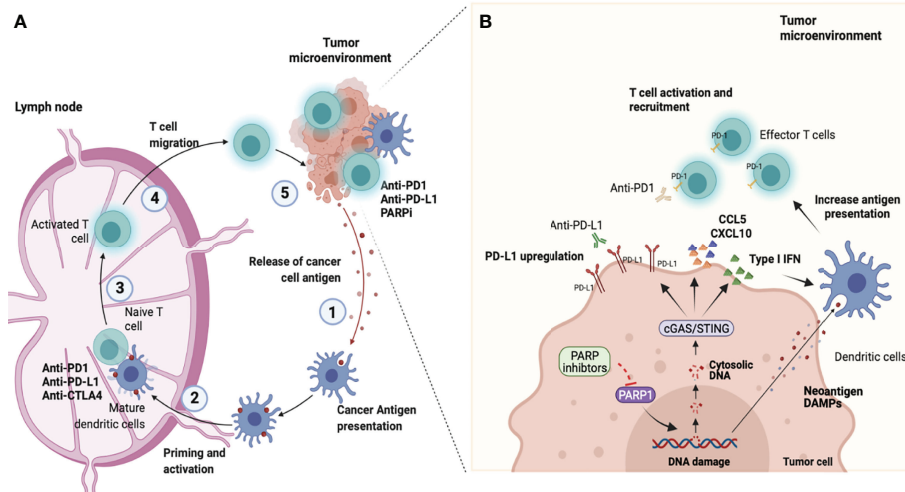 A
Tumor
microenvironment
Lymph node
T cell
migration
4
5
Anti-PD1
Anti-PD-L1
PARPi
Activated T
cell
Release of cancer
cell antigen
3
1
Naive T
cell
Anti-PD1
Anti-PD-L1
Anti-CTLA4
2
Mature
dendritic cells
Cancer Antigen
presentation
Priming and
activation
B
Tumor
microenvironment
T cell activation and
recruitment
PD-1
Effector T cells
PD-1
PD-1
Anti-PD1
Increase antigen
presentation
Anti-PD-L1
CCL5
CXCL10
PD-L1 upregulation
PD-L1
PD-L1
PD-L1
Type I IFN
cGAS/STING
Dendritic cells
PARP
inhibtors
Cytosolic
DNA
PARP1
Neoantigen
DAMPs
DNA damage
Tumor cell